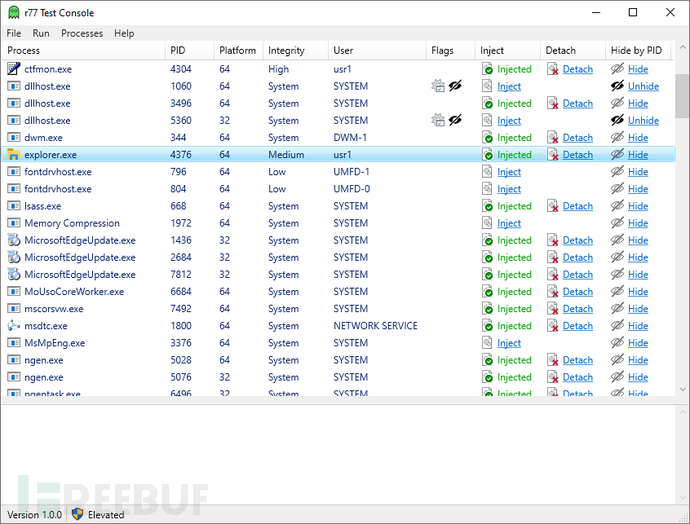 r77 Test Console
File Run Processes Help
Process PID Platform Integrity User Flags Inject Detach Hide by PID
ctfmon.exe 4304 64 High usr1 Injected Detach Hide
dllhost.exe 1060 64 System SYSTEM Inject Unhide
dllhost.exe 3496 64 System SYSTEM Injected Detach Hide
dllhost.exe 5360 32 System SYSTEM Inject Unhide
dwm.exe 344 64 System DWM-1 Injected Detach Hide
explorer.exe 4376 64 Medium usr1 Injected Detach Hide
fontdrvhost.exe 796 64 Low UMFD-1 Inject Hide
fontdrvhost.exe 804 64 Low UMFD-0 Inject Hide
lsass.exe 668 64 System SYSTEM Injected Detach Hide
Memory Compression 1972 64 System SYSTEM Inject Hide
MicrosoftEdgeUpdate.exe 1436 32 System SYSTEM Injected Detach Hide
MicrosoftEdgeUpdate.exe 2684 32 System SYSTEM Injected Detach Hide
MicrosoftEdgeUpdate.exe 7812 32 System SYSTEM Injected Detach Hide
MoUsoCoreWorker.exe 6684 64 System SYSTEM Injected Detach Hide
mscorsvw.exe 7492 64 System SYSTEM Injected Detach Hide
msdtc.exe 1800 64 System NETWORK SERVICE Injected Detach Hide
MsMpEng.exe 3376 64 System SYSTEM Inject Hide
ngen.exe 5028 64 System SYSTEM Injected Detach Hide
ngen.exe 5076 32 System SYSTEM Injected Detach Hide
ngentask.exe 6496 32 System SYSTEM Injected Detach Hide
FREEBUF
Version 1.0.0 Elevated